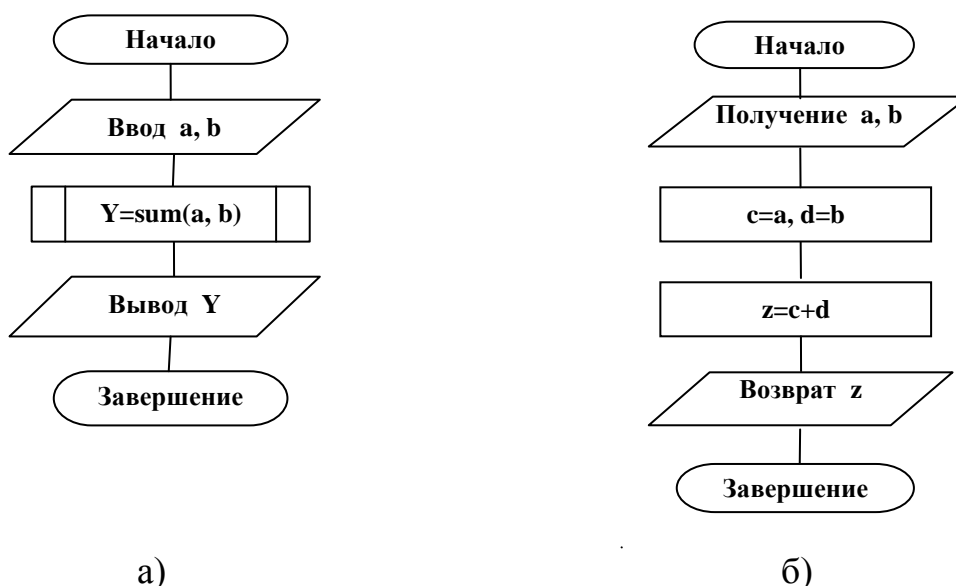 Начало
Ввод a, b
Y=sum(a, b)
Вывод Y
Завершение
а)
Начало
Получение a, b
c=a, d=b
z=c+d
Возврат z
Завершение
б)